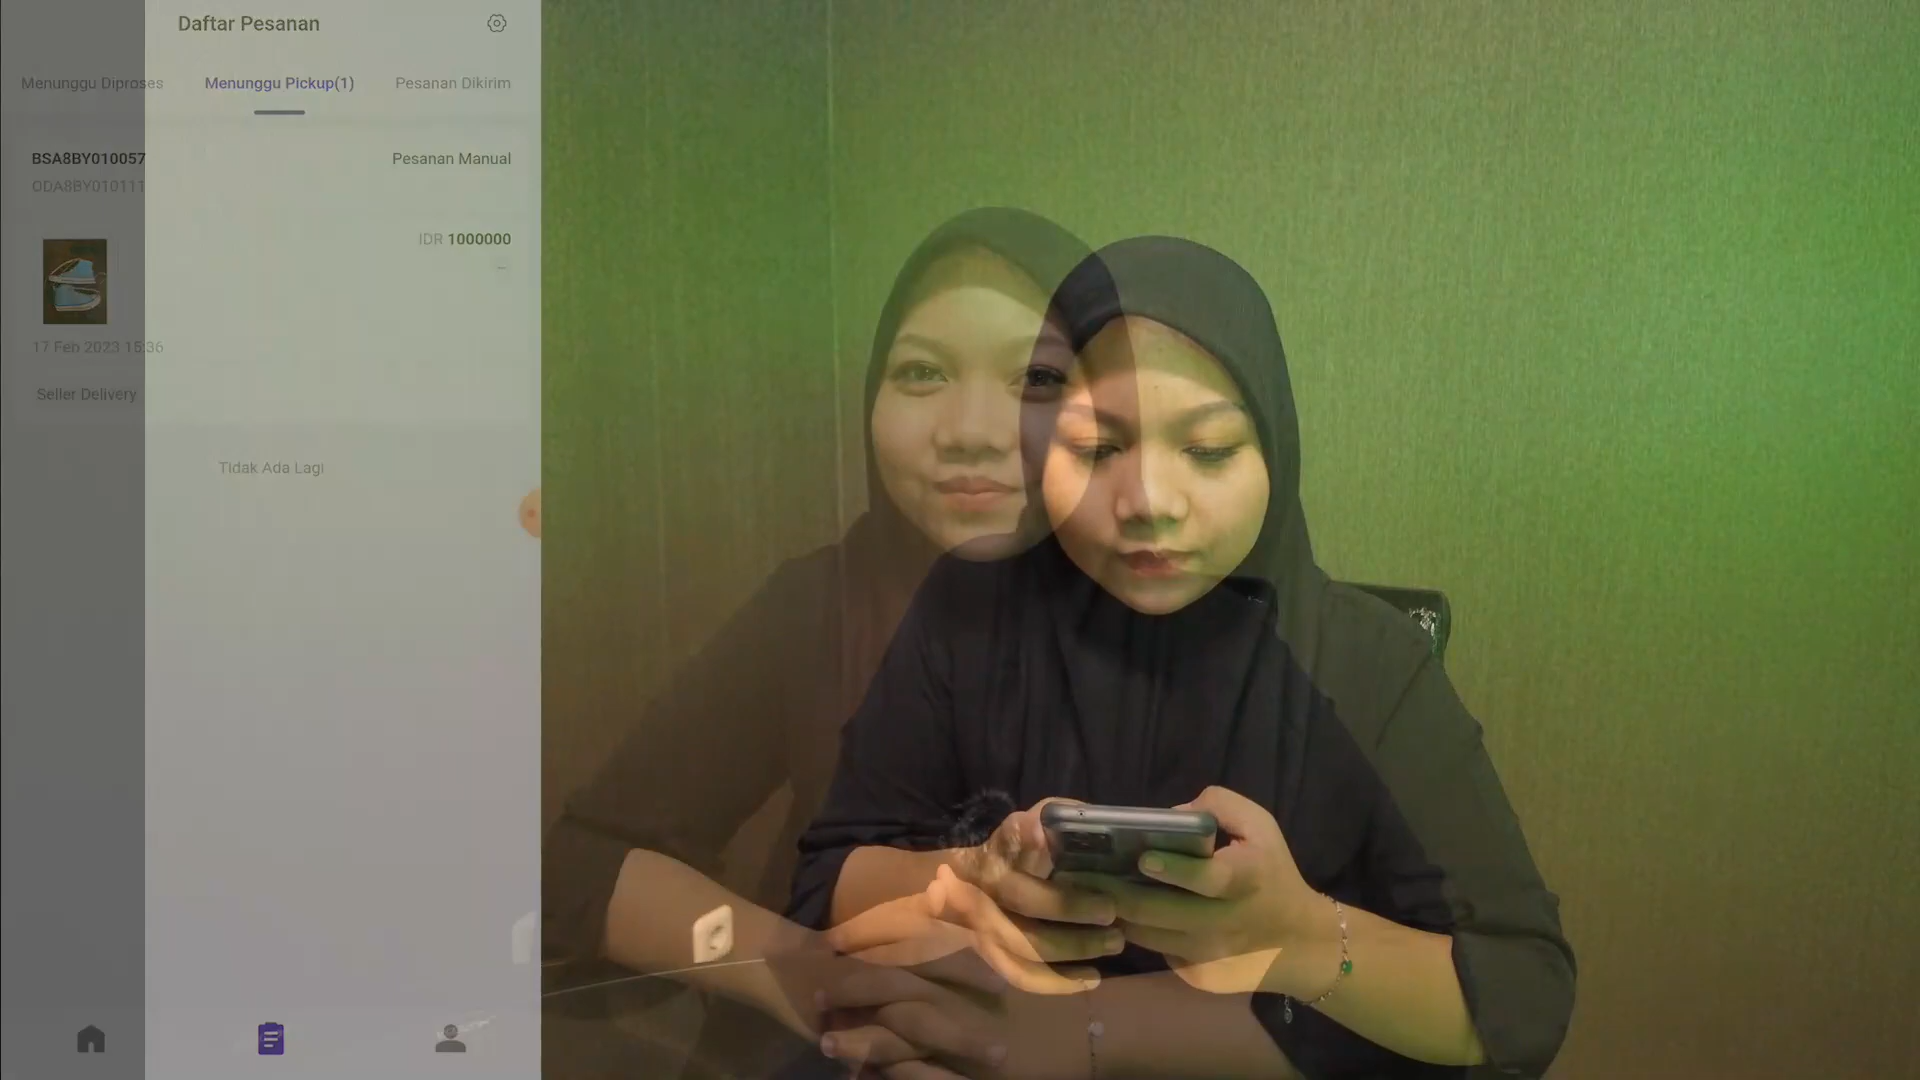 Daftar Pesanan
Menunggu Diproses Menunggu Pickup(1) Pesanan Dikirim
BSA8BY010057 Pesanan Manual
ODA8BY010111
IDR 1000000
17 Feb 2023 15:36
Seller Delivery
Tidak Ada Lagi